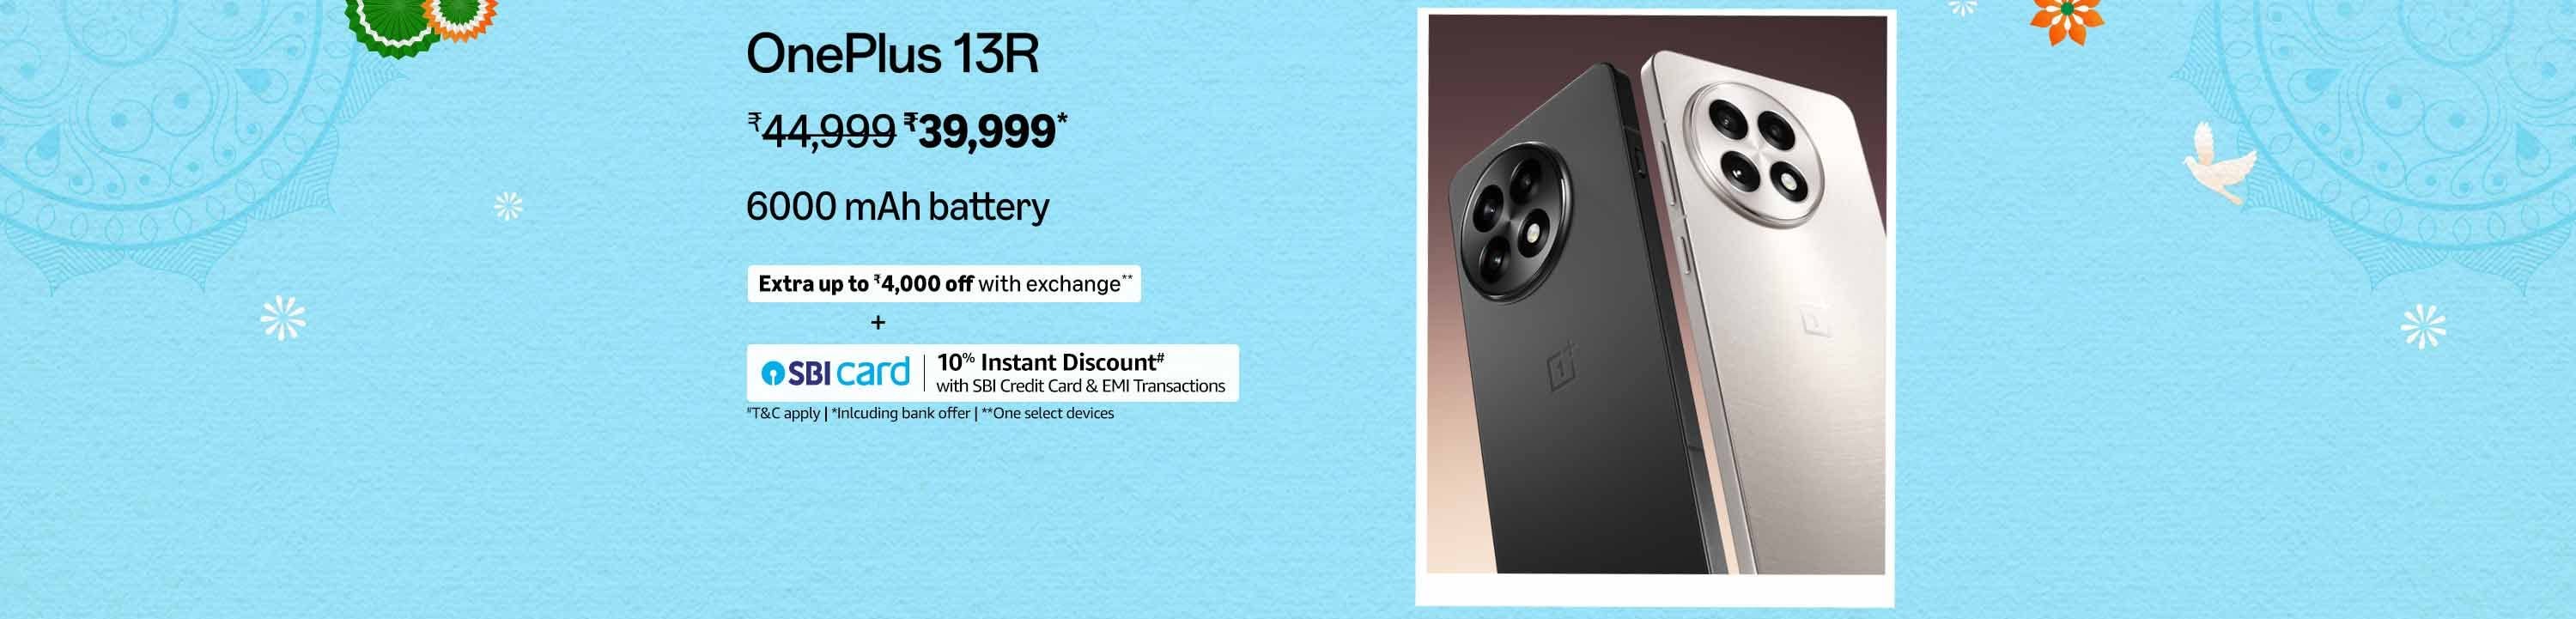 OnePlus 13R
₹44,999 ₹39,999*
6000 mAh battery
Extra up to ₹4,000 off with exchange**
+
SBI card | 10% Instant Discount#
with SBI Credit Card & EMI Transactions
#T&C apply | *Inlcuding bank offer | **One select devices